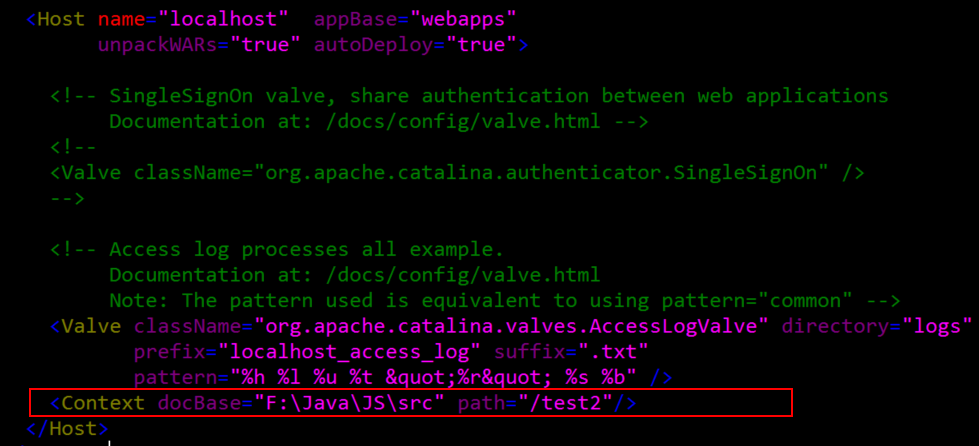 <Host name="localhost"  appBase="webapps"
      unpackWARs="true" autoDeploy="true">
  <!-- SingleSignOn valve, share authentication between web applications
       Documentation at: /docs/config/valve.html -->
  <!--
  <Valve className="org.apache.catalina.authenticator.SingleSignOn" />
  -->
  <!-- Access log processes all example.
       Documentation at: /docs/config/valve.html
       Note: The pattern used is equivalent to using pattern="common" -->
  <Valve className="org.apache.catalina.valves.AccessLogValve" directory="logs"
         prefix="localhost_access_log" suffix=".txt"
         pattern="%h %l %u %t &quot;%r&quot; %s %b" />
  <Context docBase="F:\Java\JS\src" path="/test2"/>
</Host>